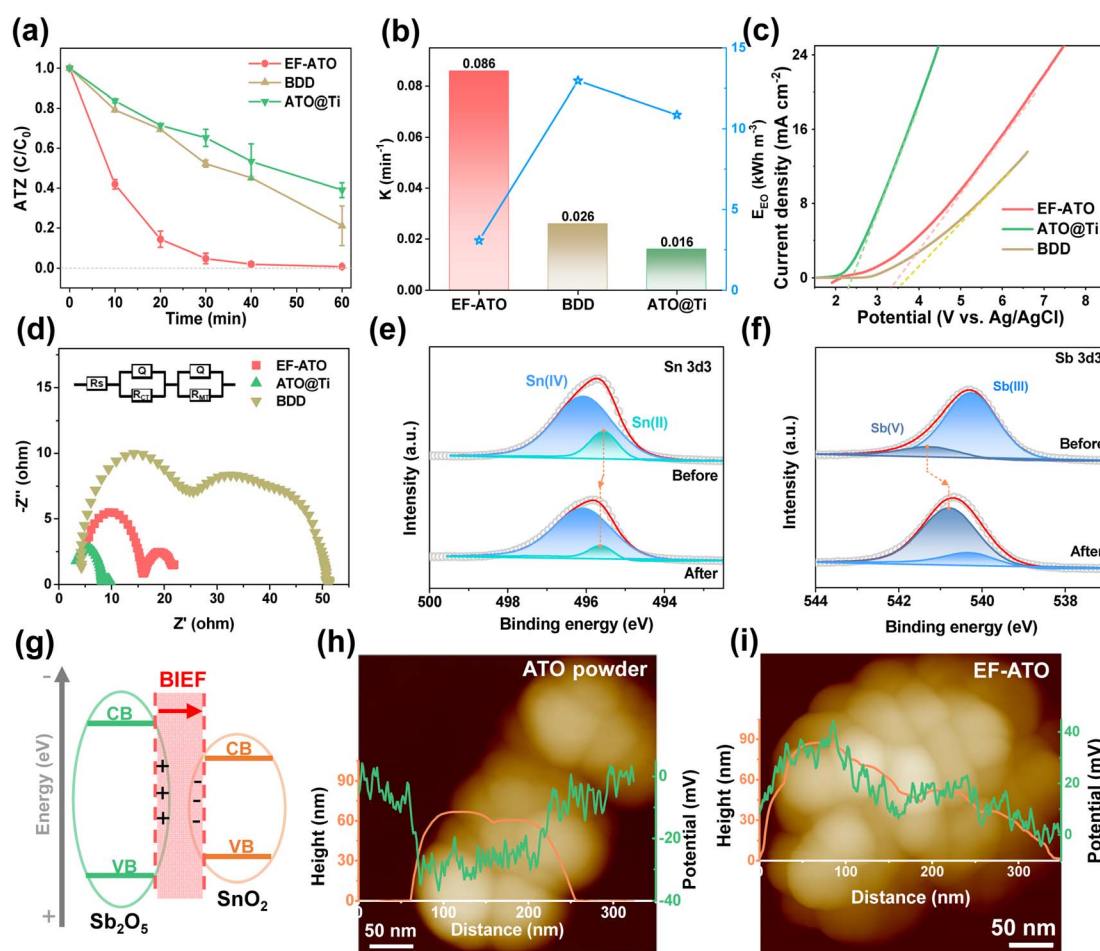 (a)
1.0
0.8
0.6
0.4
0.2
0.0
ATZ (C/C0)
EF-ATO
BDD
ATO@Ti
0 10 20 30 40 50 60
Time (min)
(b)
0.08
0.06
0.04
0.02
0.00
K (min-1)
0.086
0.026
0.016
EF-ATO BDD ATO@Ti
15
10
5
0
EEO (kWh m-3)
(c)
24
16
8
0
Current density (mA cm-2)
EF-ATO
ATO@Ti
BDD
2 3 4 5 6 7 8
Potential (V vs. Ag/AgCl)
(d)
15
10
5
0
-Z'' (ohm)
Rs Q Q
RCT RMT
EF-ATO
ATO@Ti
BDD
0 10 20 30 40 50
Z' (ohm)
(e)
Sn 3d3
Sn(IV)
Sn(II)
Before
After
Intensity (a.u.)
500 498 496 494
Binding energy (eV)
(f)
Sb 3d3
Sb(III)
Sb(V)
Before
After
Intensity (a.u.)
544 542 540 538
Binding energy (eV)
(g)
-
Energy (eV)
+
BIEF
CB
CB
+ -
+ -
+ -
VB
VB
Sb2O5
SnO2
(h)
ATO powder
90
60
30
0
Height (nm)
0
-20
-40
Potential (mV)
0 100 200 300
Distance (nm)
50 nm
(i)
EF-ATO
90
60
30
0
Height (nm)
40
20
0
Potential (mV)
0 100 200 300
Distance (nm)
50 nm